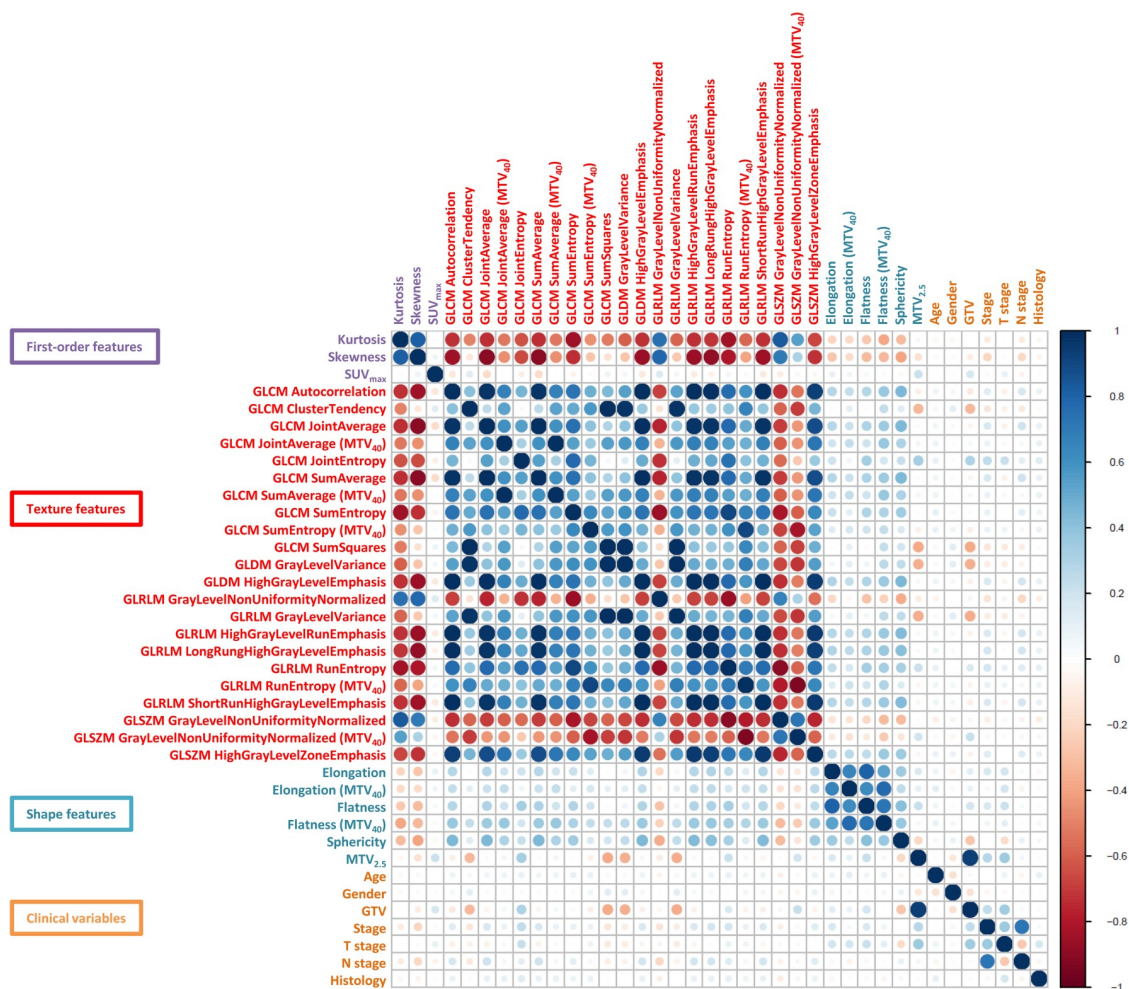 Kurtosis
Skewness
SUVmax
GLCM Autocorrelation
GLCM ClusterTendency
GLCM JointAverage
GLCM JointAverage (MTV40)
GLCM JointEntropy
GLCM SumAverage
GLCM SumAverage (MTV40)
GLCM SumEntropy
GLCM SumEntropy (MTV40)
GLCM SumSquares
GLDM GrayLevelVariance
GLDM HighGrayLevelEmphasis
GLRLM GrayLevelNonUniformityNormalized
GLRLM GrayLevelVariance
GLRLM HighGrayLevelRunEmphasis
GLRLM LongRungHighGrayLevelEmphasis
GLRLM RunEntropy
GLRLM RunEntropy (MTV40)
GLRLM ShortRunHighGrayLevelEmphasis
GLSZM GrayLevelNonUniformityNormalized
GLSZM GrayLevelNonUniformityNormalized (MTV40)
GLSZM HighGrayLevelZoneEmphasis
Elongation
Elongation (MTV40)
Flatness
Flatness (MTV40)
Sphericity
MTV2.5
Age
Gender
GTV
Stage
T stage
N stage
Histology
First-order features
Texture features
Shape features
Clinical variables
Kurtosis
Skewness
SUVmax
GLCM Autocorrelation
GLCM ClusterTendency
GLCM JointAverage
GLCM JointAverage (MTV40)
GLCM JointEntropy
GLCM SumAverage
GLCM SumAverage (MTV40)
GLCM SumEntropy
GLCM SumEntropy (MTV40)
GLCM SumSquares
GLDM GrayLevelVariance
GLDM HighGrayLevelEmphasis
GLRLM GrayLevelNonUniformityNormalized
GLRLM GrayLevelVariance
GLRLM HighGrayLevelRunEmphasis
GLRLM LongRungHighGrayLevelEmphasis
GLRLM RunEntropy
GLRLM RunEntropy (MTV40)
GLRLM ShortRunHighGrayLevelEmphasis
GLSZM GrayLevelNonUniformityNormalized
GLSZM GrayLevelNonUniformityNormalized (MTV40)
GLSZM HighGrayLevelZoneEmphasis
Elongation
Elongation (MTV40)
Flatness
Flatness (MTV40)
Sphericity
MTV2.5
Age
Gender
GTV
Stage
T stage
N stage
Histology
1
0.8
0.6
0.4
0.2
0
−0.2
−0.4
−0.6
−0.8
−1